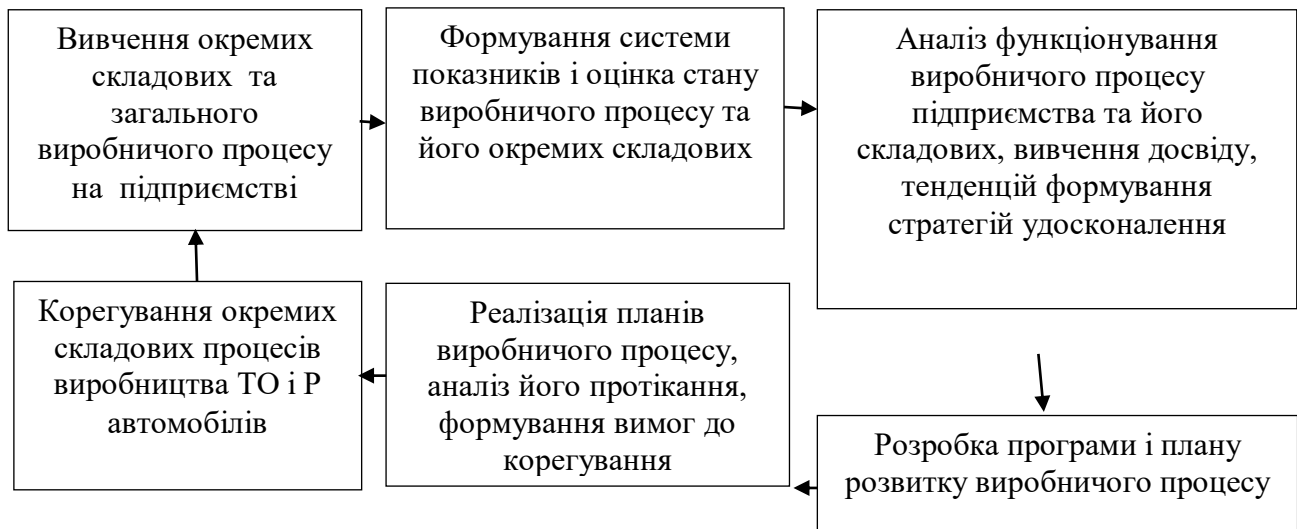 Вивчення окремих
складових та
загального
виробничого процесу
на підприємстві
Формування системи
показників і оцінка стану
виробничого процесу та
його окремих складових
Аналіз функціонування
виробничого процесу
підприємства та його
складових, вивчення досвіду,
тенденцій формування
стратегій удосконалення
Корегування окремих
складових процесів
виробництва ТО і Р
автомобілів
Реалізація планів
виробничого процесу,
аналіз його протікання,
формування вимог до
корегування
Розробка програми і плану
розвитку виробничого процесу